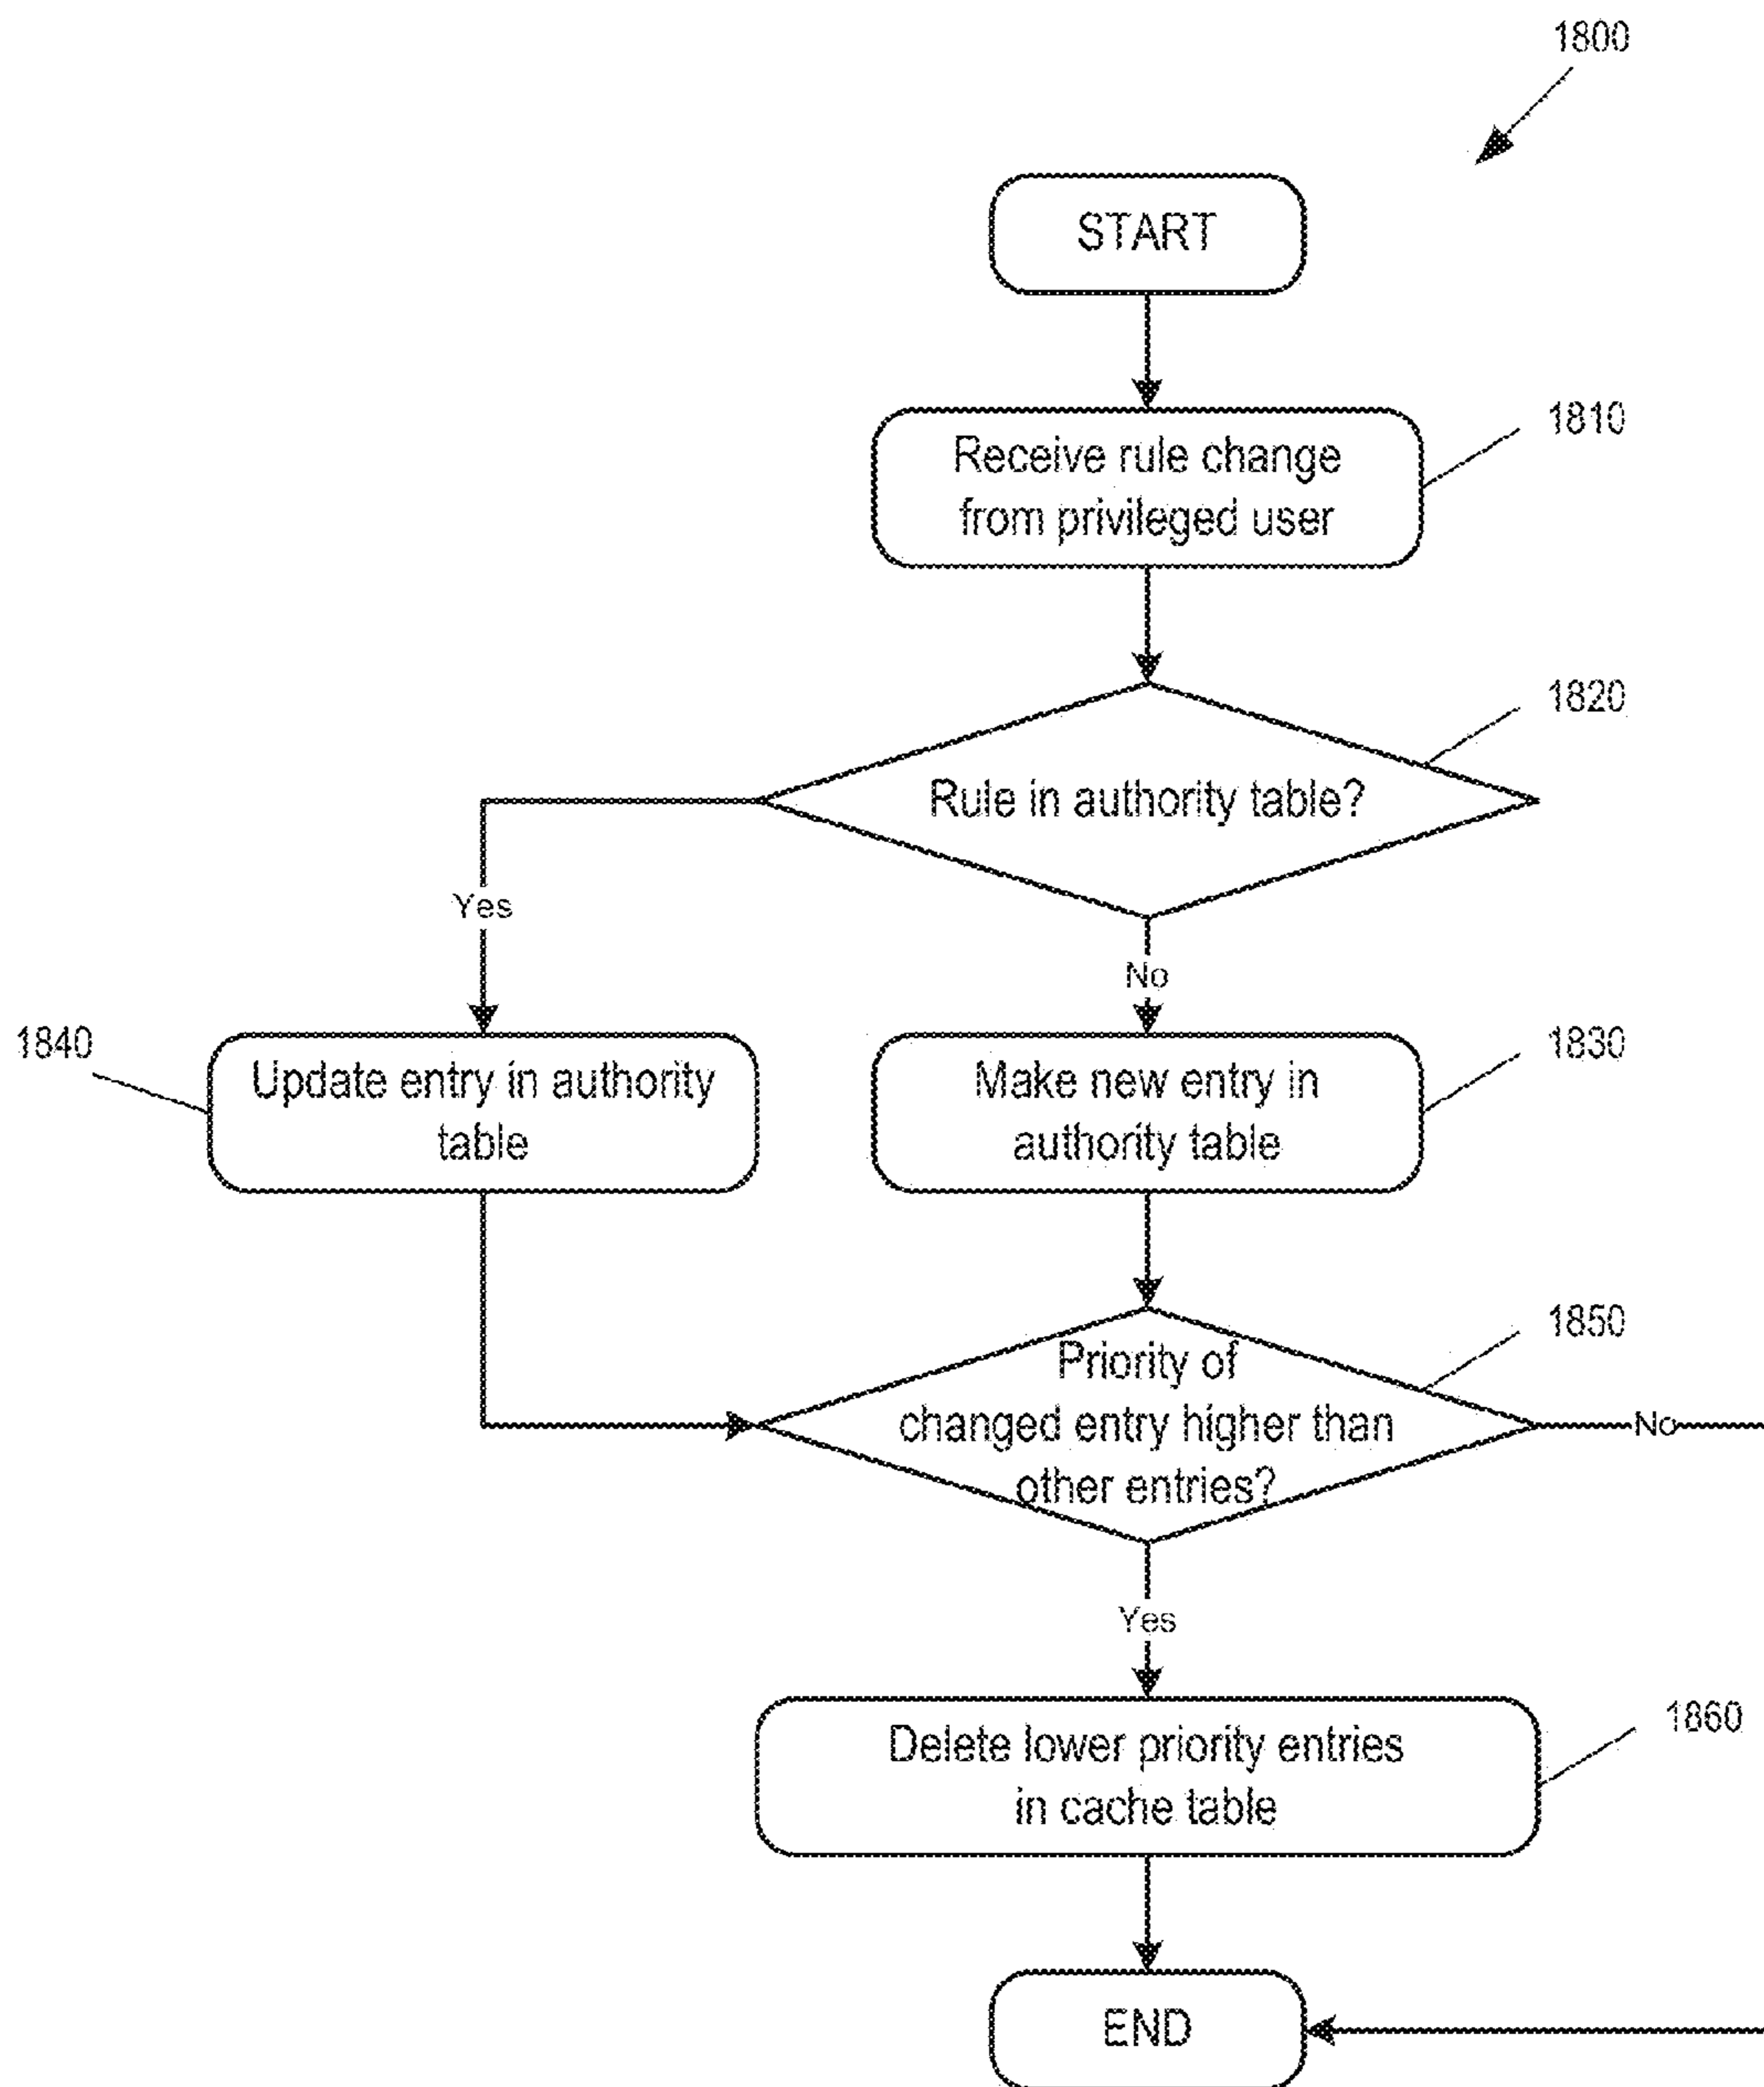 1800
START
Receive rule change
from privileged user
1810
Rule in authority table?
1820
Yes
No
1840
Update entry in authority
table
Make new entry in
authority table
1830
Priority of
changed entry higher than
other entries?
1850
No
Yes
Delete lower priority entries
in cache table
1860
END